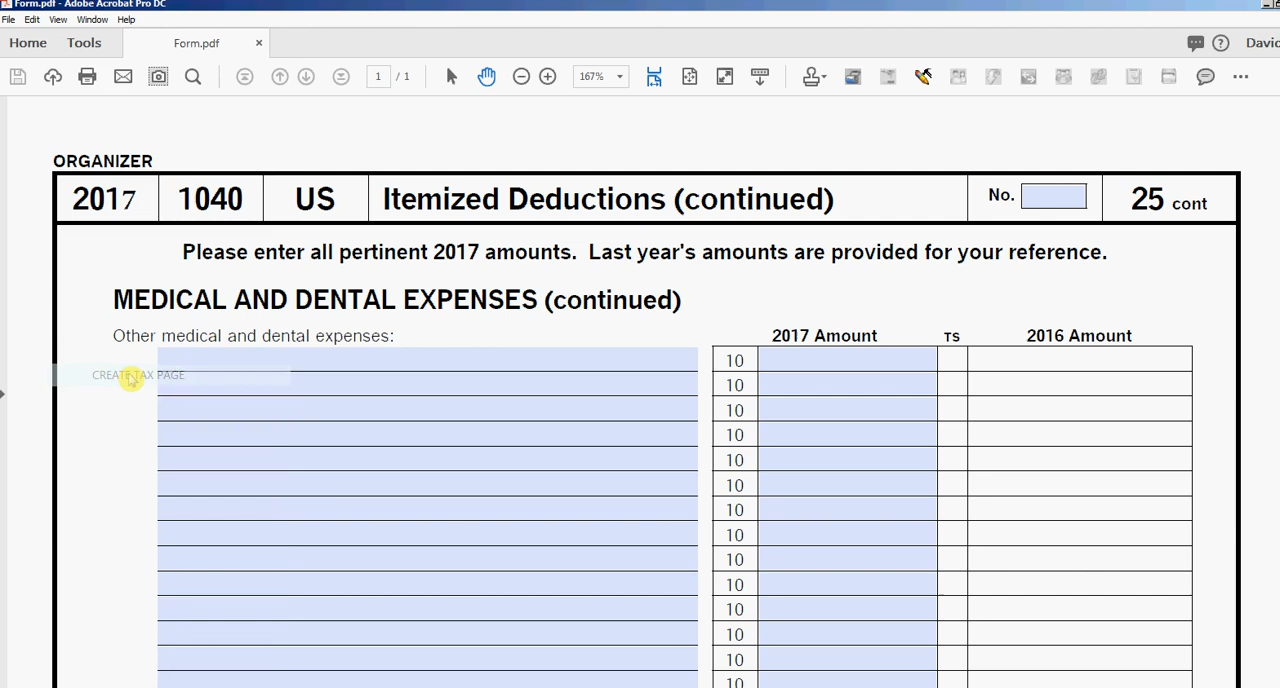 Form.pdf - Adobe Acrobat Pro DC
File Edit View Window Help
Home Tools Form.pdf × Davic
1 / 1 167%
ORGANIZER
2017 1040 US Itemized Deductions (continued) No. 25 cont
Please enter all pertinent 2017 amounts. Last year's amounts are provided for your reference.
MEDICAL AND DENTAL EXPENSES (continued)
Other medical and dental expenses: 2017 Amount TS 2016 Amount
10
CREATE TAX PAGE
10
10
10
10
10
10
10
10
10
10
10
10
10